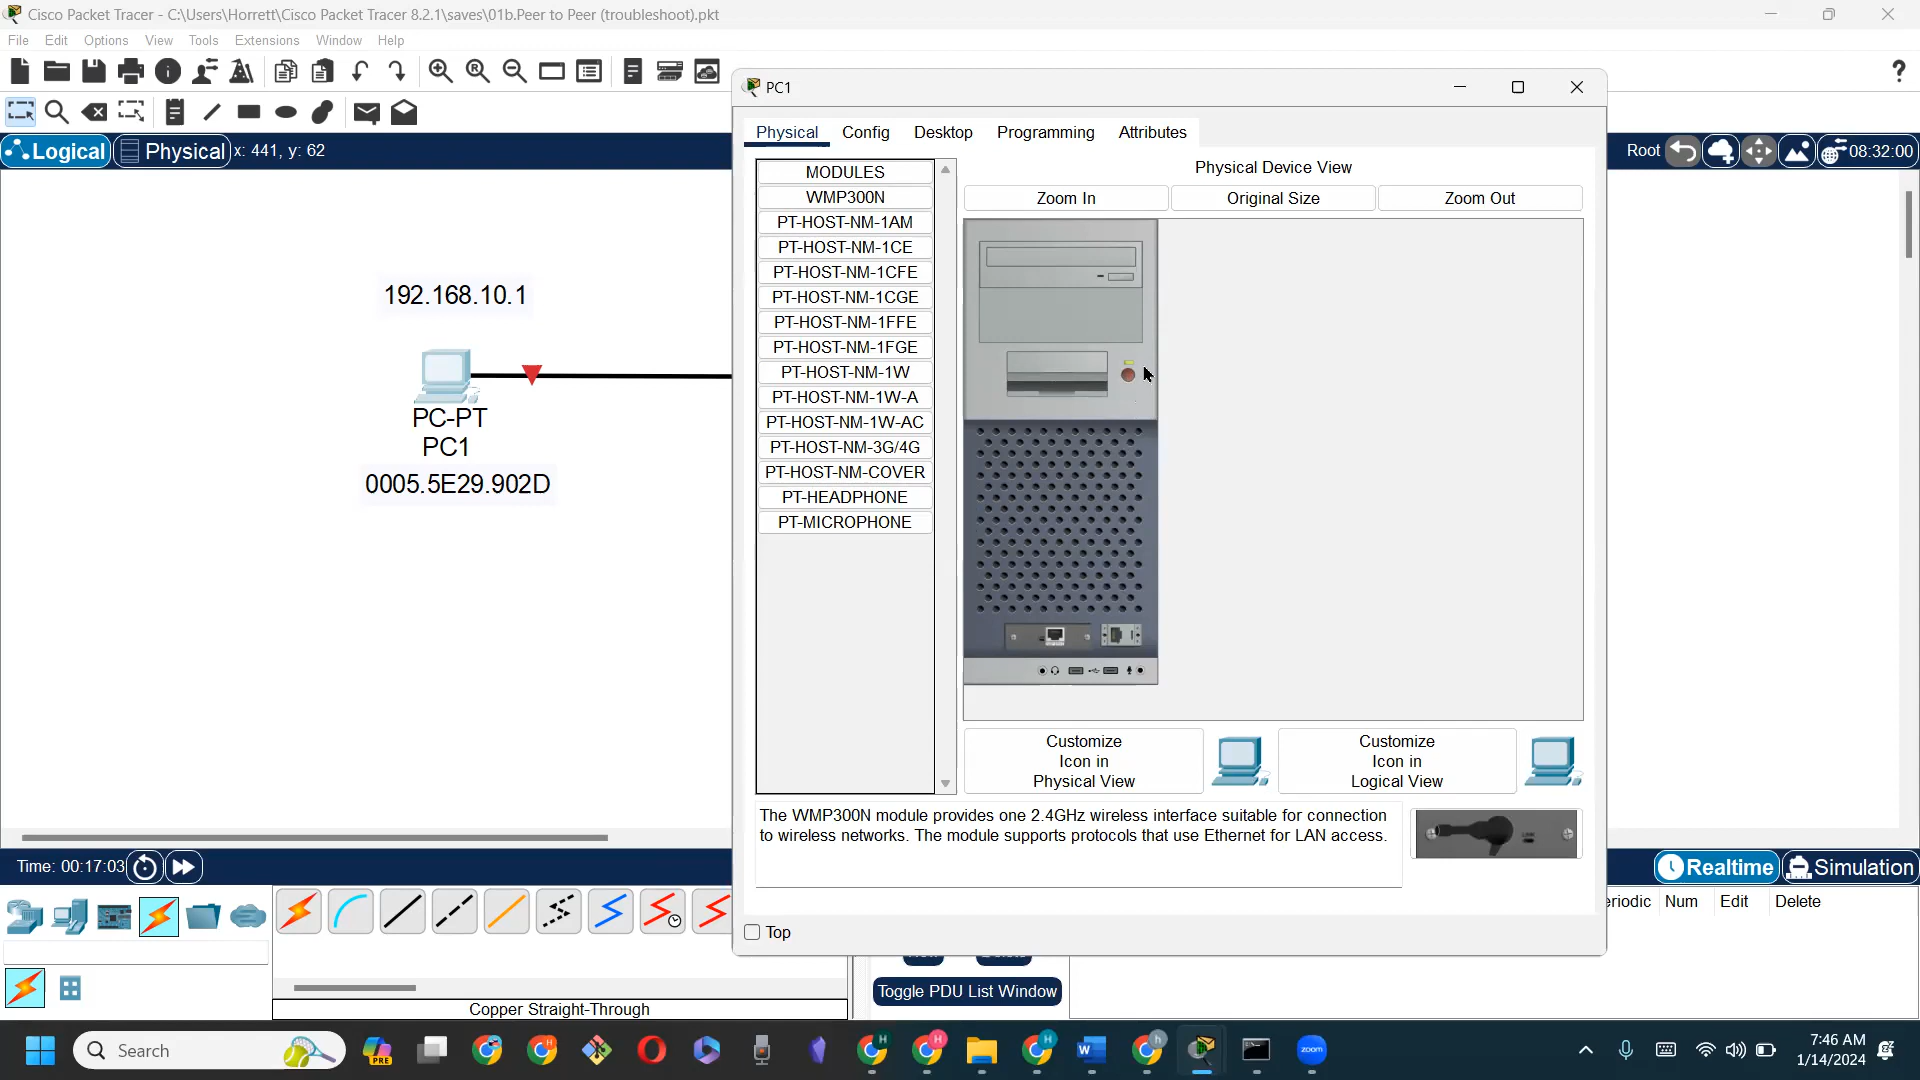 Cisco Packet Tracer - C:\Users\Horrett\Cisco Packet Tracer 8.2.1\saves\01b.Peer to Peer (troubleshoot).pkt
File Edit Options View Tools Extensions Window Help
Logical Physical x: 441, y: 62
Root 08:32:00
192.168.10.1
PC-PT
PC1
0005.5E29.902D
PC1
Physical Config Desktop Programming Attributes
MODULES
WMP300N
PT-HOST-NM-1AM
PT-HOST-NM-1CE
PT-HOST-NM-1CFE
PT-HOST-NM-1CGE
PT-HOST-NM-1FFE
PT-HOST-NM-1FGE
PT-HOST-NM-1W
PT-HOST-NM-1W-A
PT-HOST-NM-1W-AC
PT-HOST-NM-3G/4G
PT-HOST-NM-COVER
PT-HEADPHONE
PT-MICROPHONE
Physical Device View
Zoom In Original Size Zoom Out
Customize
Icon in
Physical View
Customize
Icon in
Logical View
The WMP300N module provides one 2.4GHz wireless interface suitable for connection
to wireless networks. The module supports protocols that use Ethernet for LAN access.
Top
Time: 00:17:03
Realtime Simulation
eriodic Num Edit Delete
Toggle PDU List Window
Copper Straight-Through
Search
PRE
zoom
7:46 AM
1/14/2024